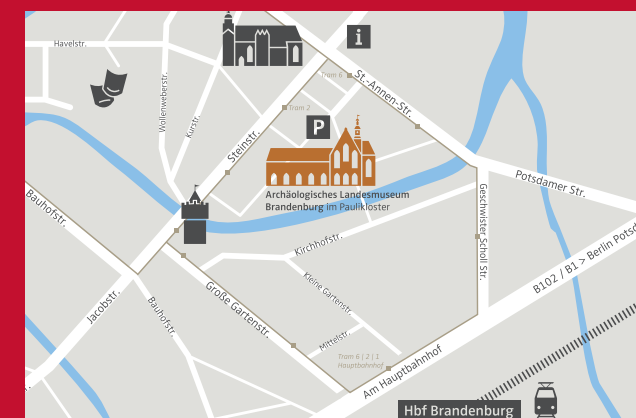 Havelstr.
i
Tram 6
St.-Annen-Str.
Wollenweberstr.
Kurstr.
Tram 2
P
Steinstr.
Archäologisches Landesmuseum
Brandenburg im Paulikloster
Potsdamer Str.
Bauhofstr.
Geschwister Scholl Str.
Kirchhofstr.
B102 / B1 > Berlin Potsd
Kleine Gartenstr.
Große Gartenstr.
Jacobstr.
Bauhofstr.
Mittelstr.
Tram 6 | 2 | 1
Hauptbahnhof
Am Hauptbahnhof
Hbf Brandenburg